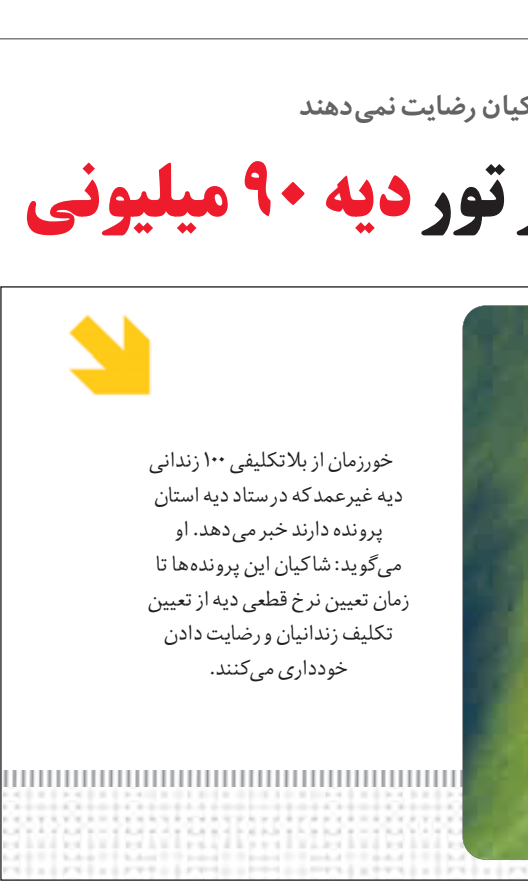 رضایت نمی‌دهند
تور دیه ۹۰ میلیونی
خورزمان از بلاتکلیفی ۱۰۰ زندانی
دیه غیرعمد که در ستاد دیه استان
پرونده دارند خبر می‌دهد. او
می‌گوید: شاکیان این پرونده‌ها تا
زمان تعیین نرخ قطعی دیه از تعیین
تکلیف زندانیان و رضایت دادن
خودداری می‌کنند.